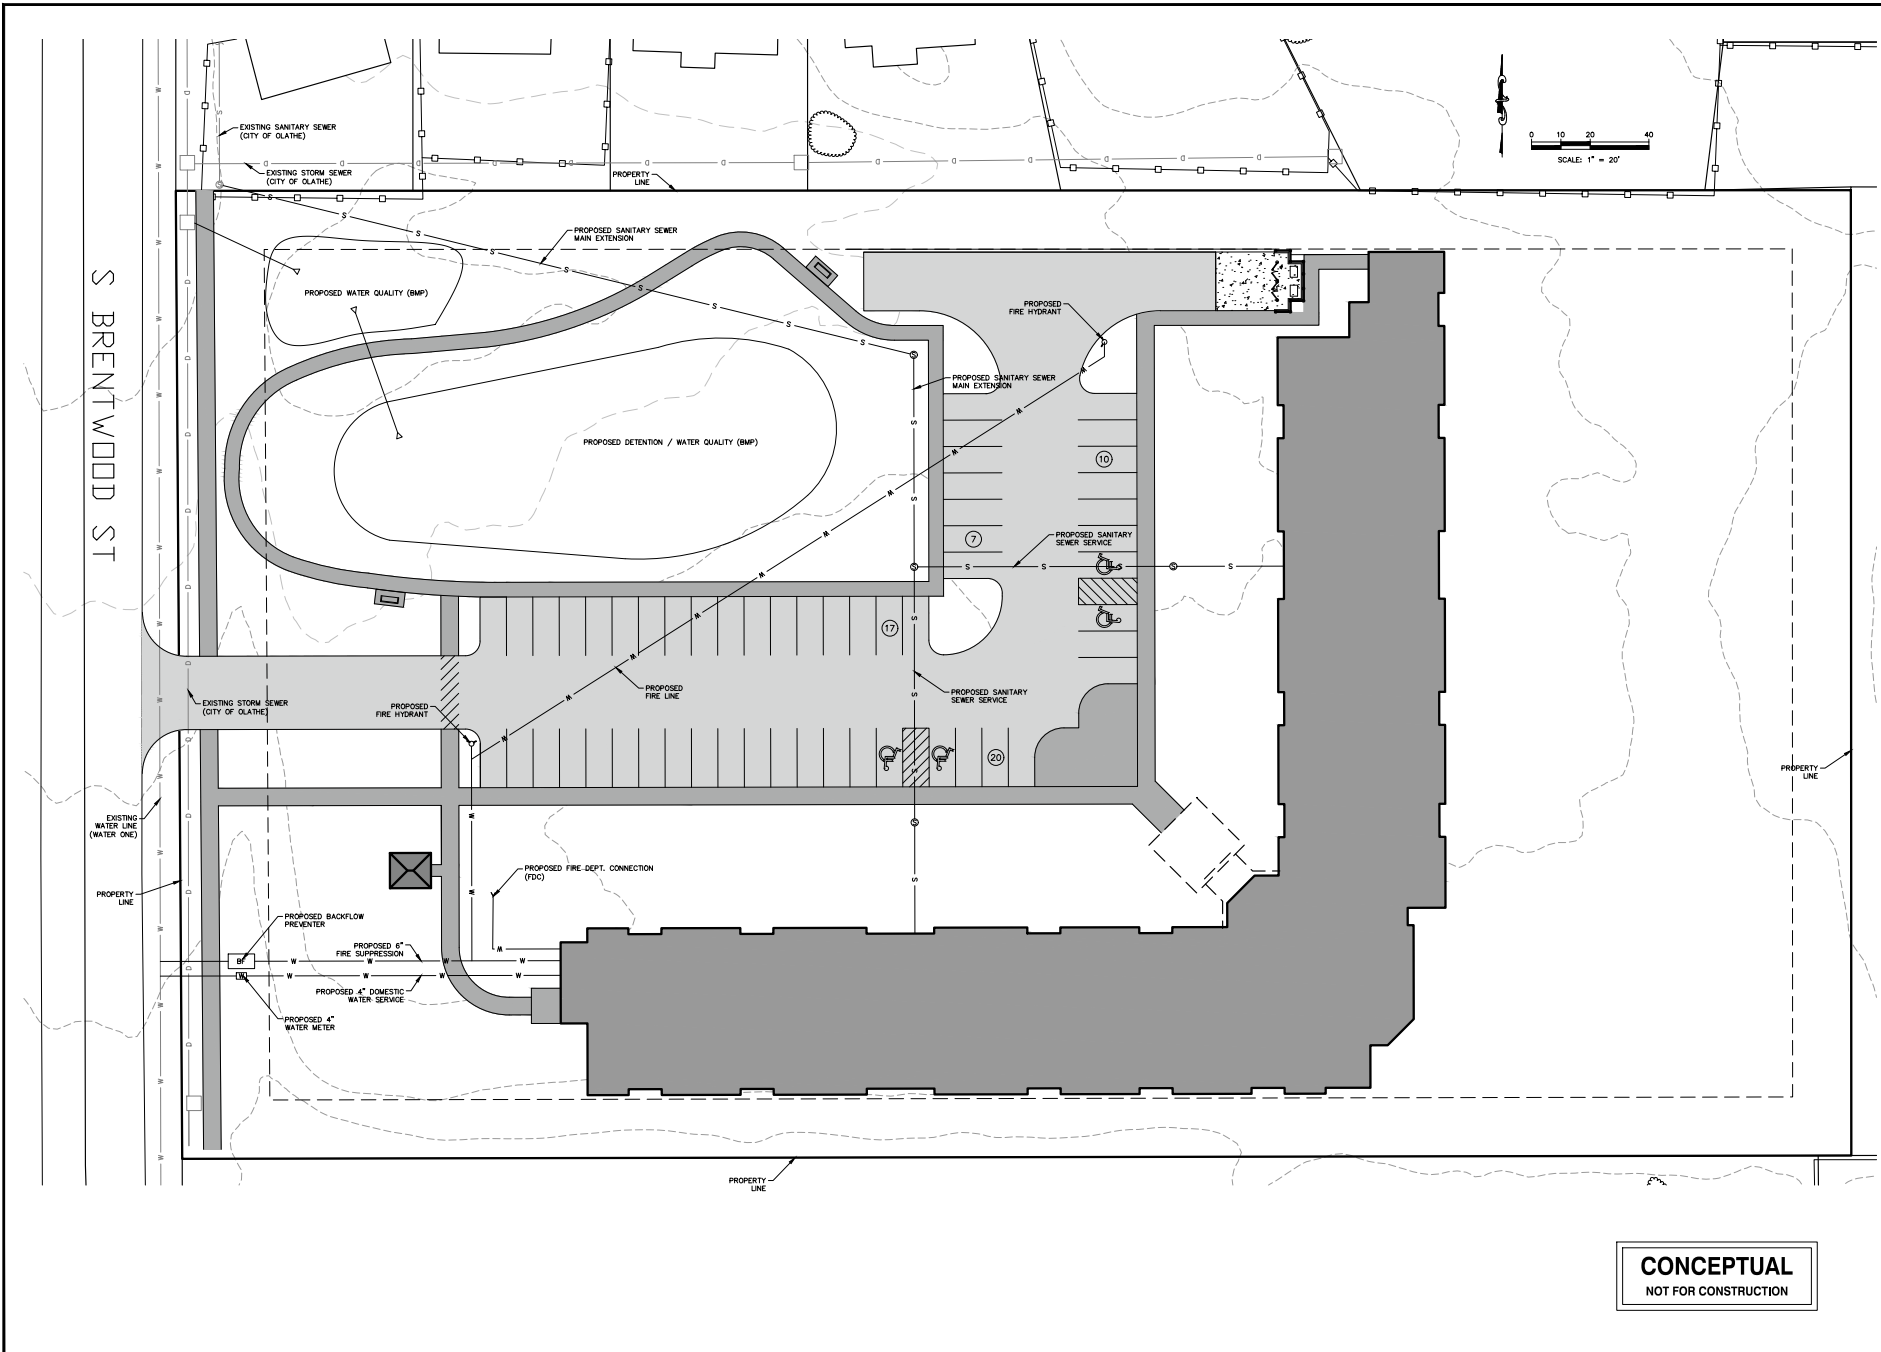 EXISTING SANITARY SEWER
(CITY OF OLATHE)
EXISTING STORM SEWER
(CITY OF OLATHE)
PROPERTY
LINE
0 10 20 40
SCALE: 1" = 20'
PROPOSED SANITARY SEWER
MAIN EXTENSION
PROPOSED WATER QUALITY (BMP)
PROPOSED
FIRE HYDRANT
S BRENTWOOD ST
PROPOSED SANITARY SEWER
MAIN EXTENSION
PROPOSED DETENTION / WATER QUALITY (BMP)
10
7
PROPOSED SANITARY
SEWER SERVICE
17
PROPOSED
FIRE LINE
PROPOSED SANITARY
SEWER SERVICE
EXISTING STORM SEWER
(CITY OF OLATHE)
PROPOSED
FIRE HYDRANT
20
PROPERTY
LINE
EXISTING
WATER LINE
(WATER ONE)
PROPOSED FIRE DEPT. CONNECTION
(FDC)
PROPERTY
LINE
PROPOSED BACKFLOW
PREVENTER
PROPOSED 6"
FIRE SUPPRESSION
BF
W
PROPOSED 4" DOMESTIC
WATER SERVICE
PROPOSED 4"
WATER METER
PROPERTY
LINE
CONCEPTUAL
NOT FOR CONSTRUCTION